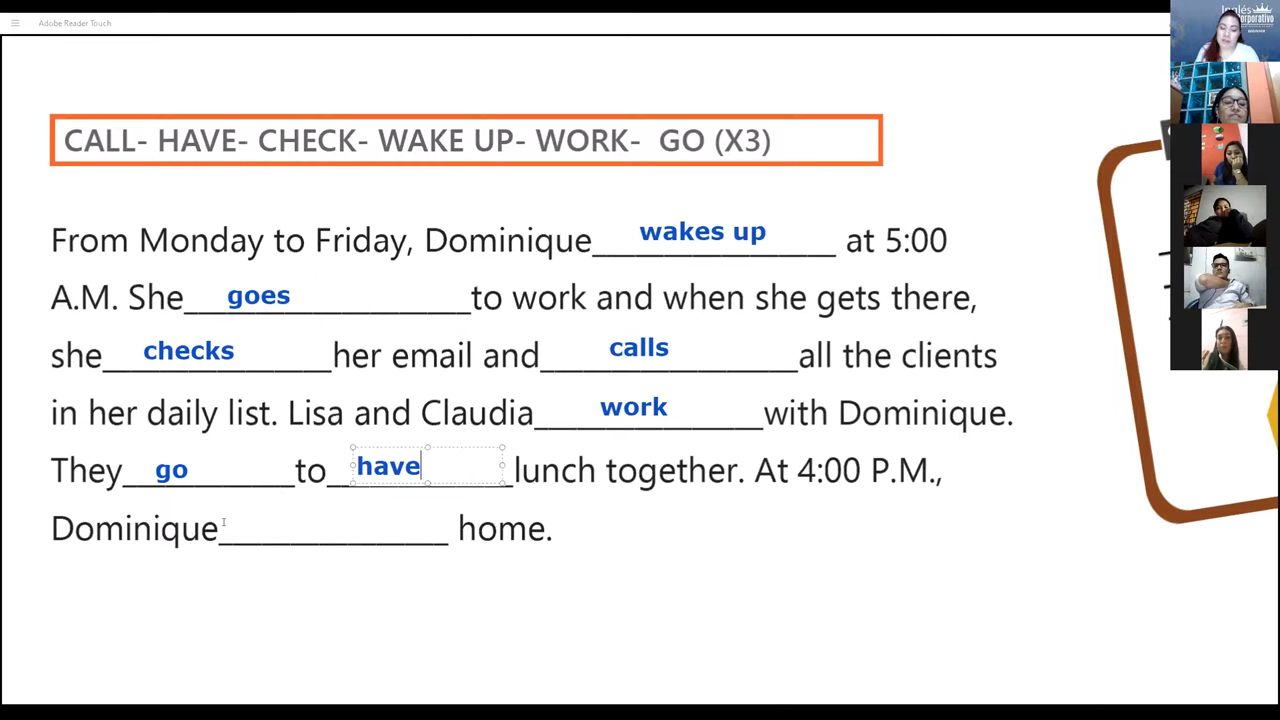 Adobe Reader Touch
Inglés
Corporativo
CALL- HAVE- CHECK- WAKE UP- WORK- GO (X3)
From Monday to Friday, Dominique wakes up at 5:00
A.M. She goes to work and when she gets there,
she checks her email and calls all the clients
in her daily list. Lisa and Claudia work with Dominique.
They go to have lunch together. At 4:00 P.M.,
Dominique________________ home.